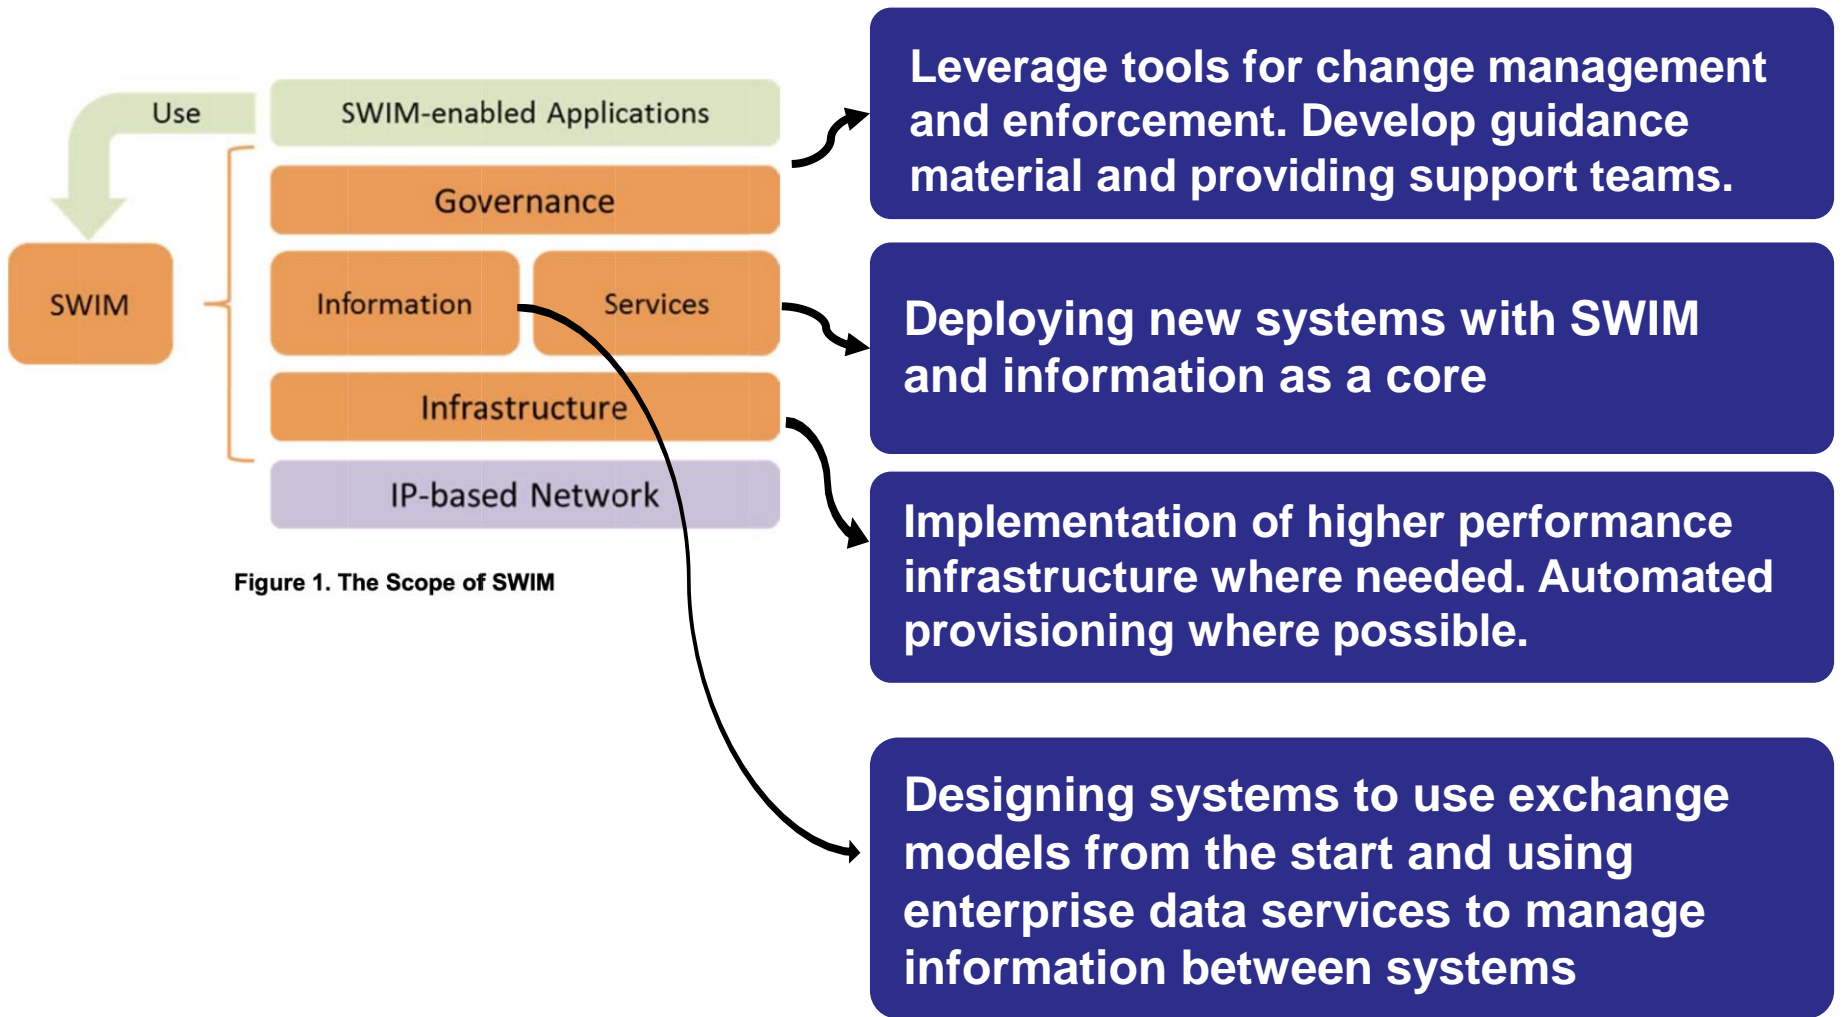 Use
SWIM-enabled Applications
Governance
SWIM
Information
Services
Infrastructure
IP-based Network
Figure 1. The Scope of SWIM
Leverage tools for change management
and enforcement. Develop guidance
material and providing support teams.
Deploying new systems with SWIM
and information as a core
Implementation of higher performance
infrastructure where needed. Automated
provisioning where possible.
Designing systems to use exchange
models from the start and using
enterprise data services to manage
information between systems